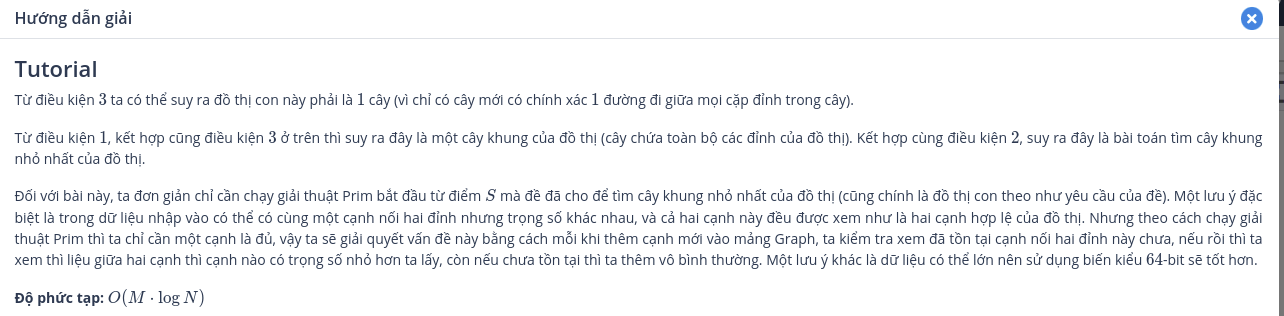 Hướng dẫn giải
Tutorial
Từ điều kiện 3 ta có thể suy ra đồ thị con này phải là 1 cây (vì chỉ có cây mới có chính xác 1 đường đi giữa mọi cặp đỉnh trong cây).
Từ điều kiện 1, kết hợp cũng điều kiện 3 ở trên thì suy ra đây là một cây khung của đồ thị (cây chứa toàn bộ các đỉnh của đồ thị). Kết hợp cùng điều kiện 2, suy ra đây là bài toán tìm cây khung
nhỏ nhất của đồ thị.
Đối với bài này, ta đơn giản chỉ cần chạy giải thuật Prim bắt đầu từ điểm S mà đề đã cho để tìm cây khung nhỏ nhất của đồ thị (cũng chính là đồ thị con theo như yêu cầu của đề). Một lưu ý đặc
biệt là trong dữ liệu nhập vào có thể có cùng một cạnh nối hai đỉnh nhưng trọng số khác nhau, và cả hai cạnh này đều được xem như là hai cạnh hợp lệ của đồ thị. Nhưng theo cách chạy giải
thuật Prim thì ta chỉ cần một cạnh là đủ, vậy ta sẽ giải quyết vấn đề này bằng cách mỗi khi thêm cạnh mới vào mảng Graph, ta kiểm tra xem đã tồn tại cạnh nối hai đỉnh này chưa, nếu rồi thì ta
xem thì liệu giữa hai cạnh thì cạnh nào có trọng số nhỏ hơn ta lấy, còn nếu chưa tồn tại thì ta thêm vô bình thường. Một lưu ý khác là dữ liệu có thể lớn nên sử dụng biến kiểu 64-bit sẽ tốt hơn.
Độ phức tạp: O(M · log N)